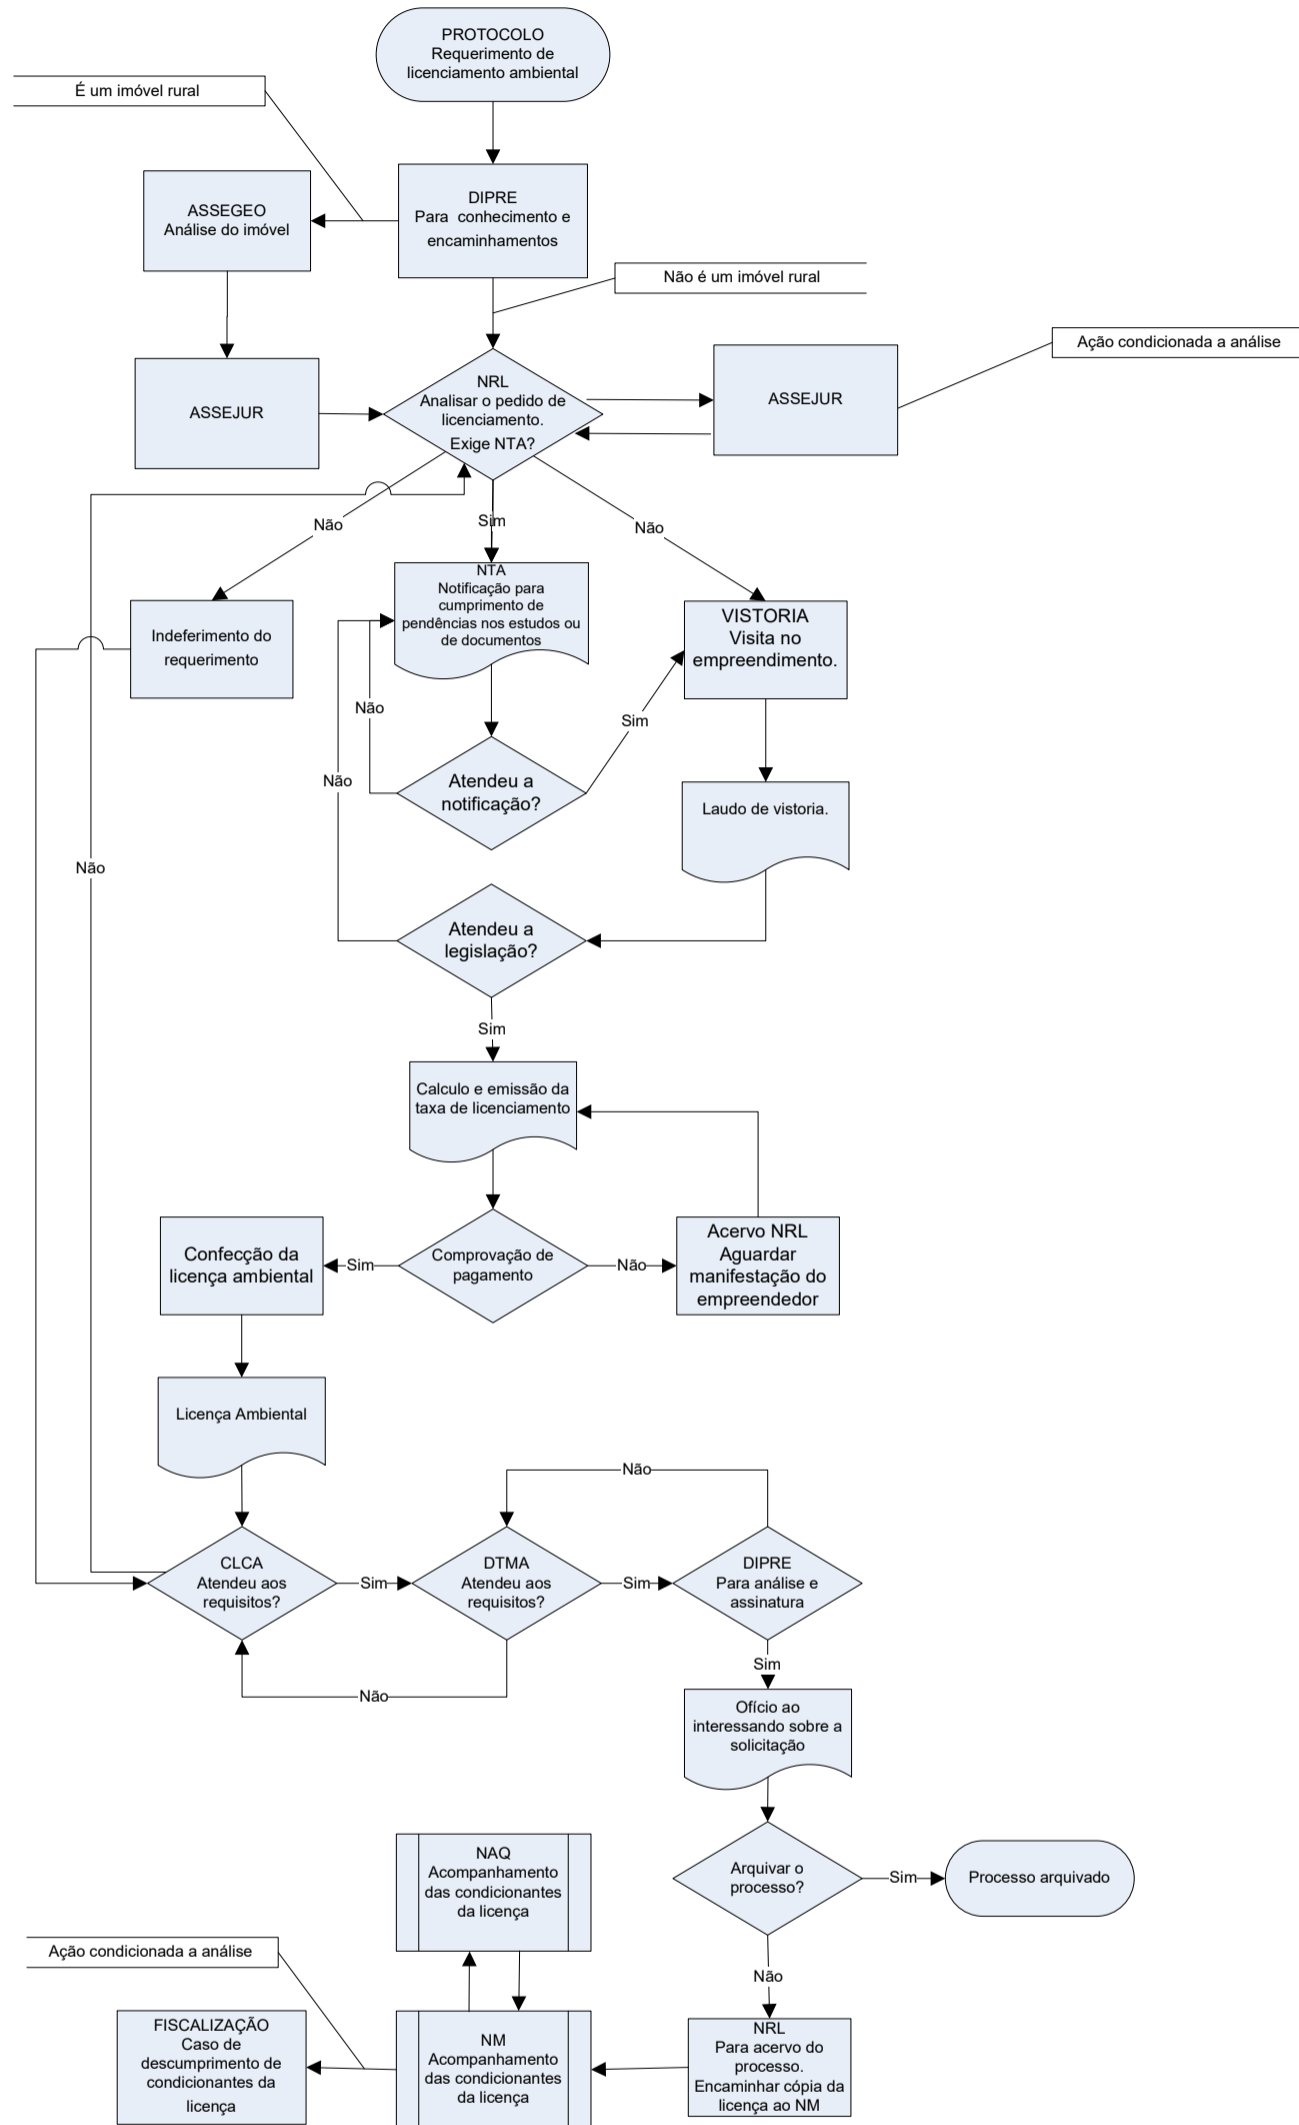 PROTOCOLO
Requerimento de
licenciamento ambiental
É um imóvel rural
DIPRE
Para conhecimento e
encaminhamentos
ASSEGEO
Análise do imóvel
Não é um imóvel rural
Ação condicionada a análise
ASSEJUR
NRL
Analisar o pedido de
licenciamento.
Exige NTA?
ASSEJUR
Não
Sim
Não
NTA
Notificação para
cumprimento de
pendências nos estudos ou
de documentos
Indeferimento do
requerimento
VISTORIA
Visita no
empreendimento.
Não
Sim
Não
Atendeu a
notificação?
Laudo de vistoria.
Não
Atendeu a
legislação?
Sim
Calculo e emissão da
taxa de licenciamento
Confecção da
licença ambiental
Sim
Comprovação de
pagamento
Não
Acervo NRL
Aguardar
manifestação do
empreendedor
Licença Ambiental
Não
CLCA
Atendeu aos
requisitos?
Sim
DTMA
Atendeu aos
requisitos?
Sim
DIPRE
Para análise e
assinatura
Sim
Não
Ofício ao
interessando sobre a
solicitação
Arquivar o
processo?
Sim
Processo arquivado
NAQ
Acompanhamento
das condicionantes
da licença
Ação condicionada a análise
Não
FISCALIZAÇÃO
Caso de
descumprimento de
condicionantes da
licença
NM
Acompanhamento
das condicionantes
da licença
NRL
Para acervo do
processo.
Encaminhar cópia da
licença ao NM